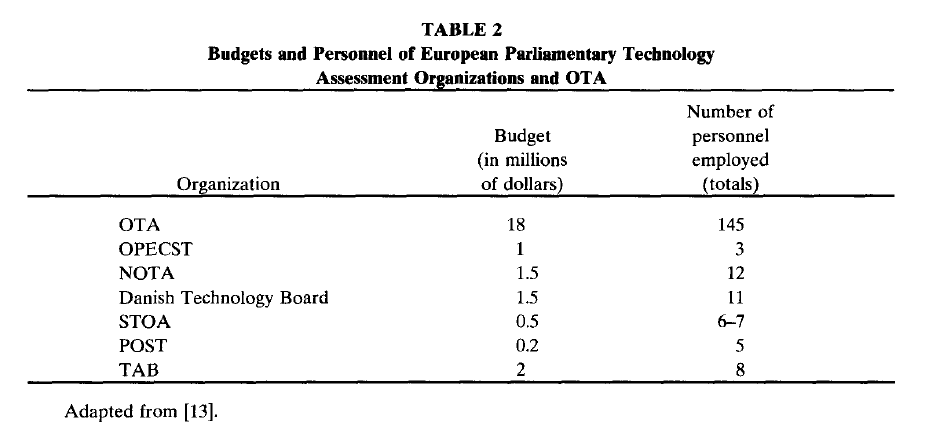 TABLE 2
Budgets and Personnel of European Parliamentary Technology
Assessment Organizations and OTA
Number of
Budget personnel
(in millions employed
Organization of dollars) (totals)
OTA 18 145
OPECST 1 3
NOTA 1.5 12
Danish Technology Board 1.5 11
STOA 0.5 6–7
POST 0.2 5
TAB 2 8
Adapted from [13].